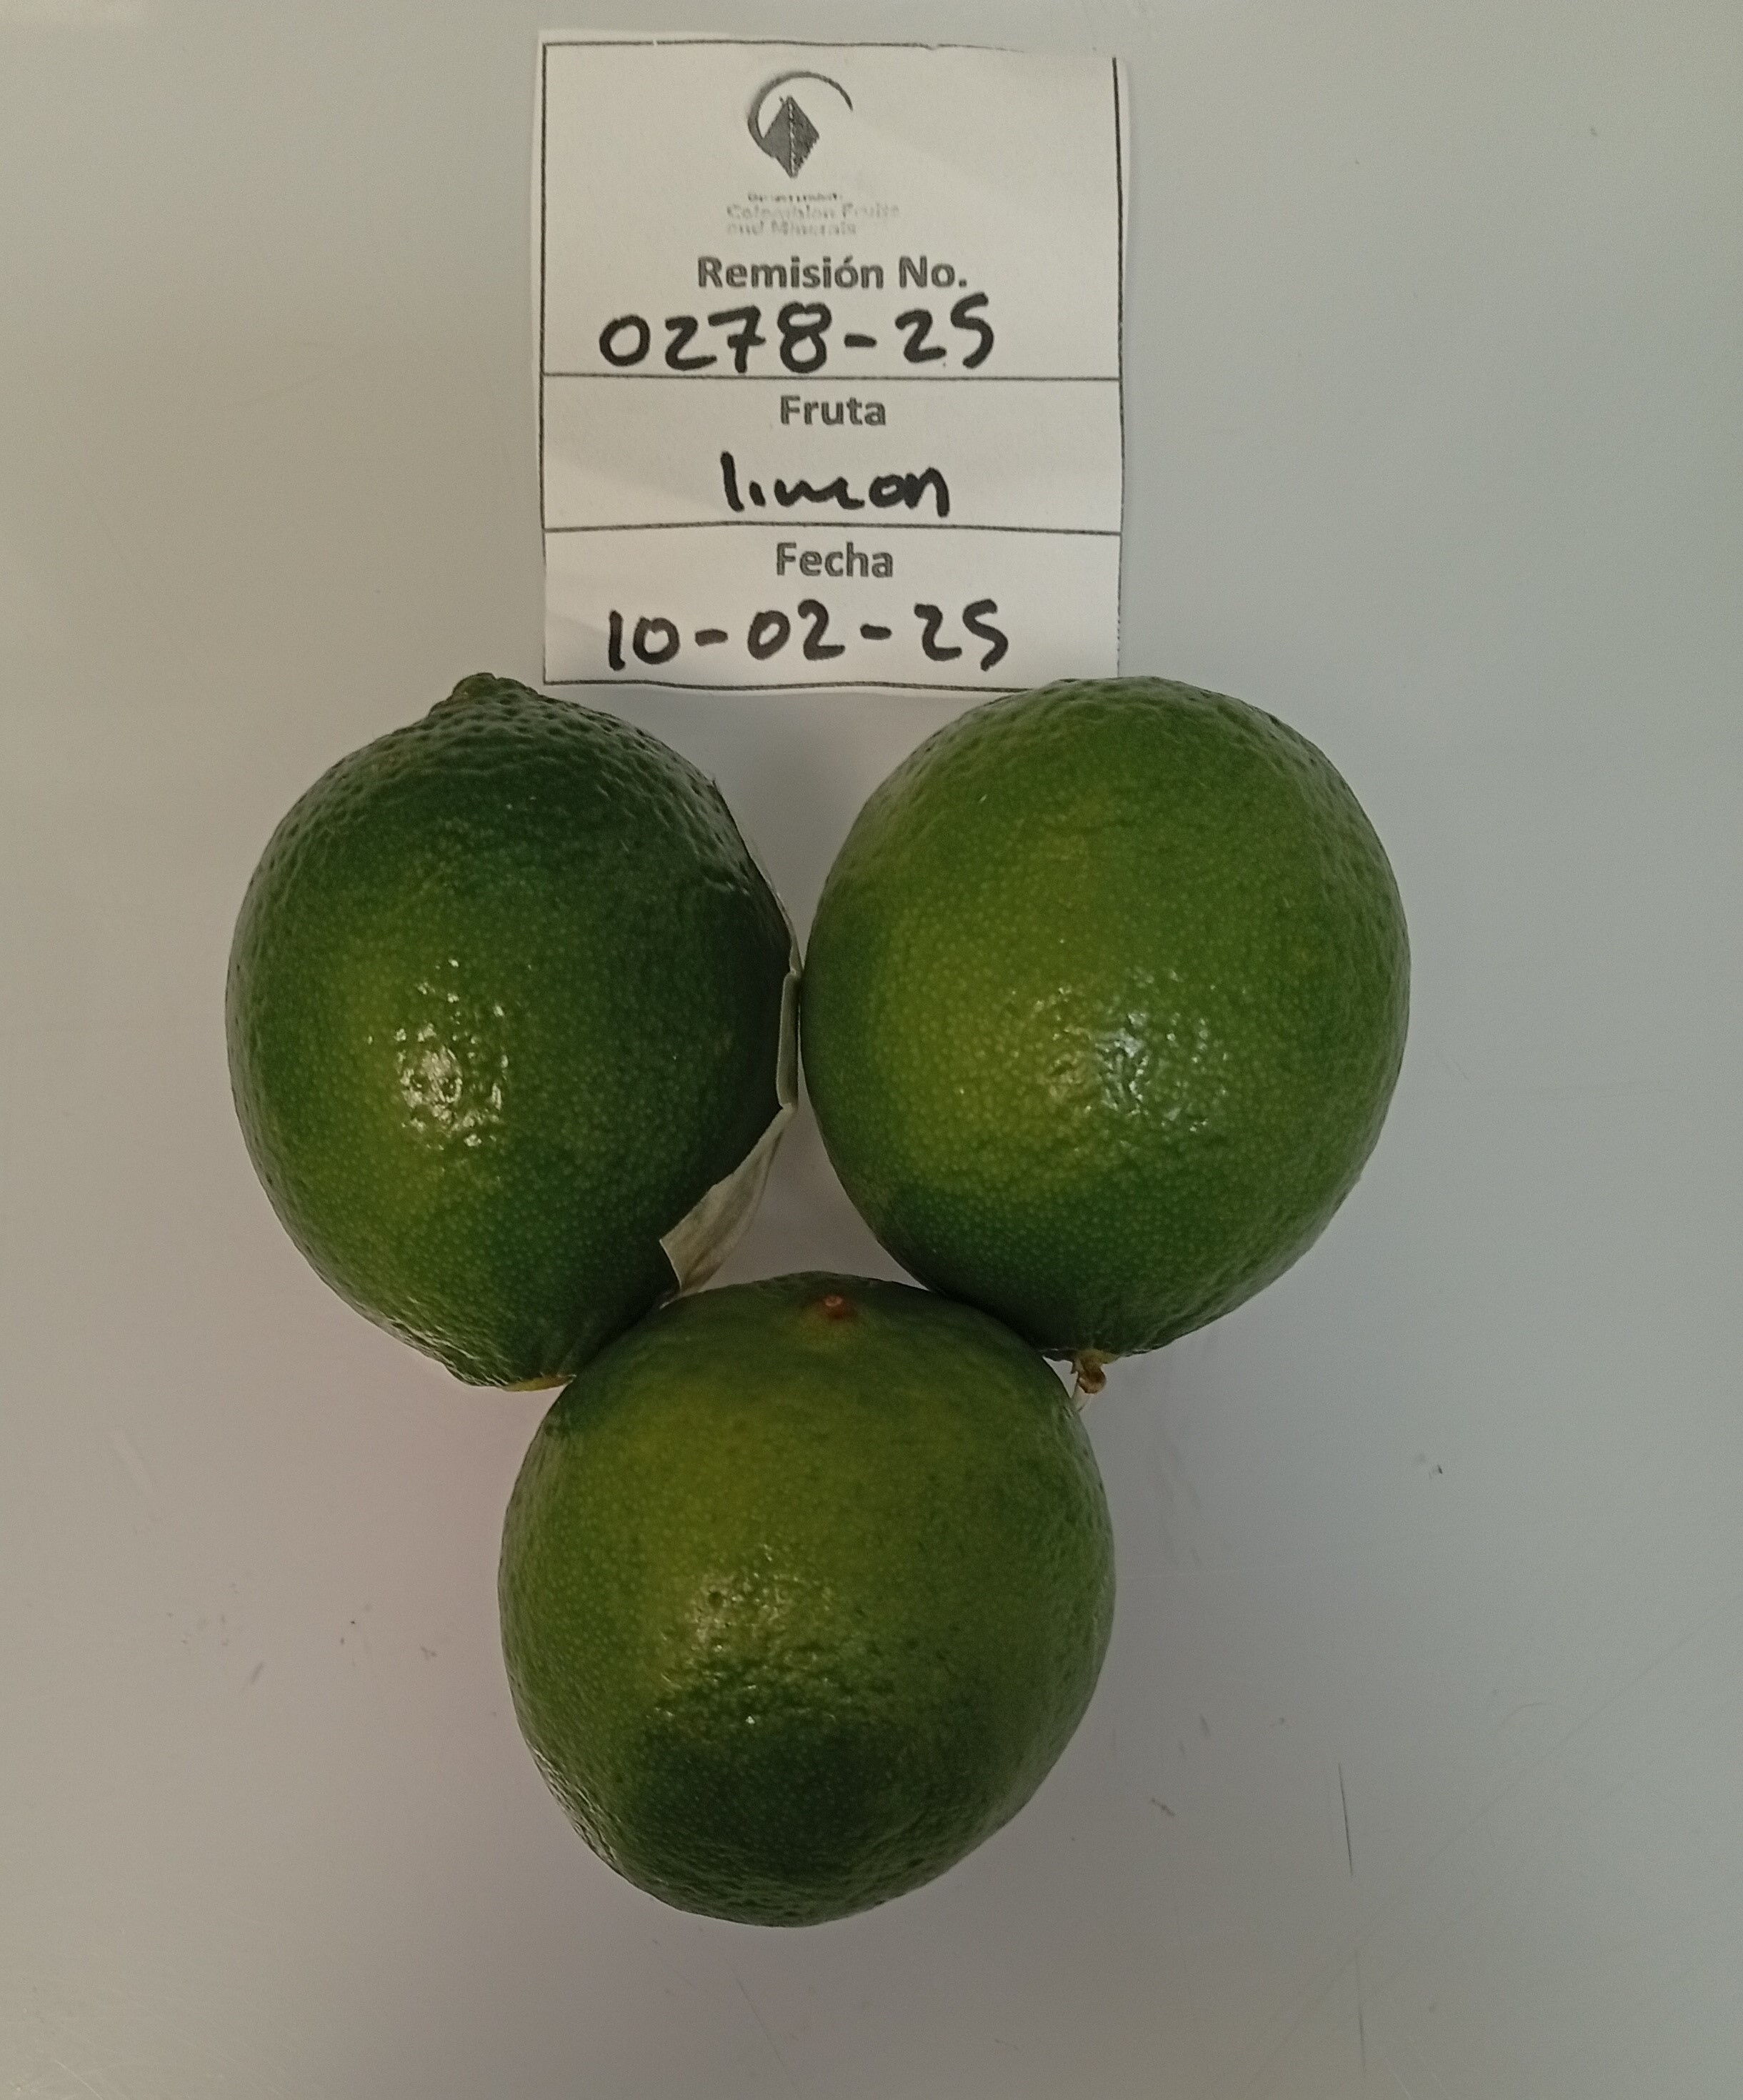 Colombian Fruits
and Minerals
Remisión No.
0278-25
Fruta
limon
Fecha
10-02-25